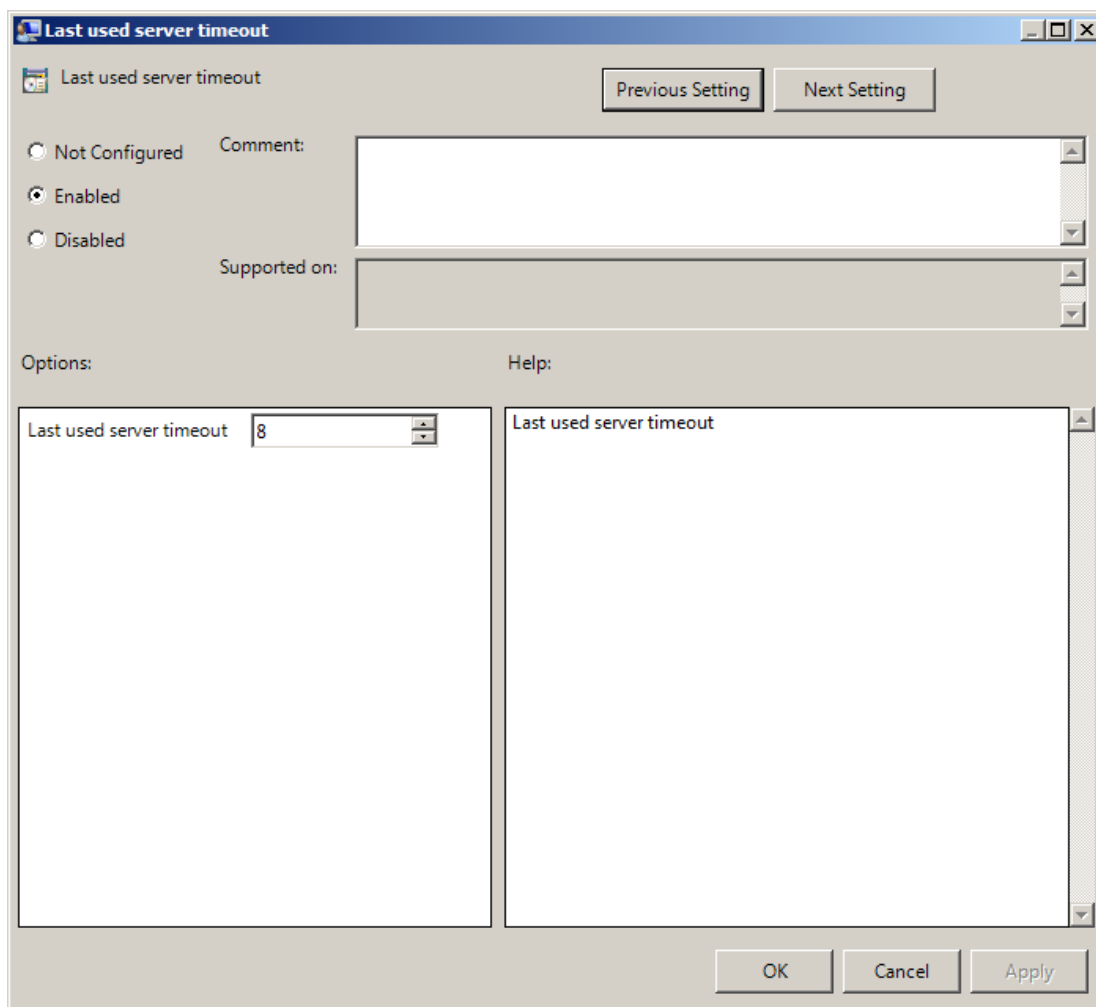 Last used server timeout
Last used server timeout
Previous Setting
Next Setting
Not Configured
Comment:
Enabled
Disabled
Supported on:
Options:
Help:
Last used server timeout 8
Last used server timeout
OK
Cancel
Apply